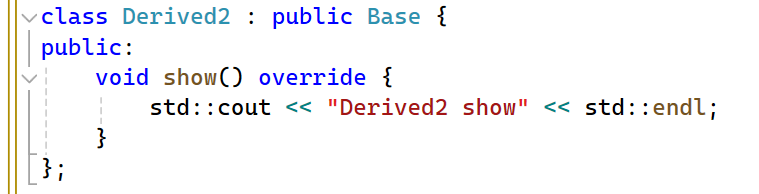 class Derived2 : public Base {
public:
    void show() override {
        std::cout << "Derived2 show" << std::endl;
    }
};